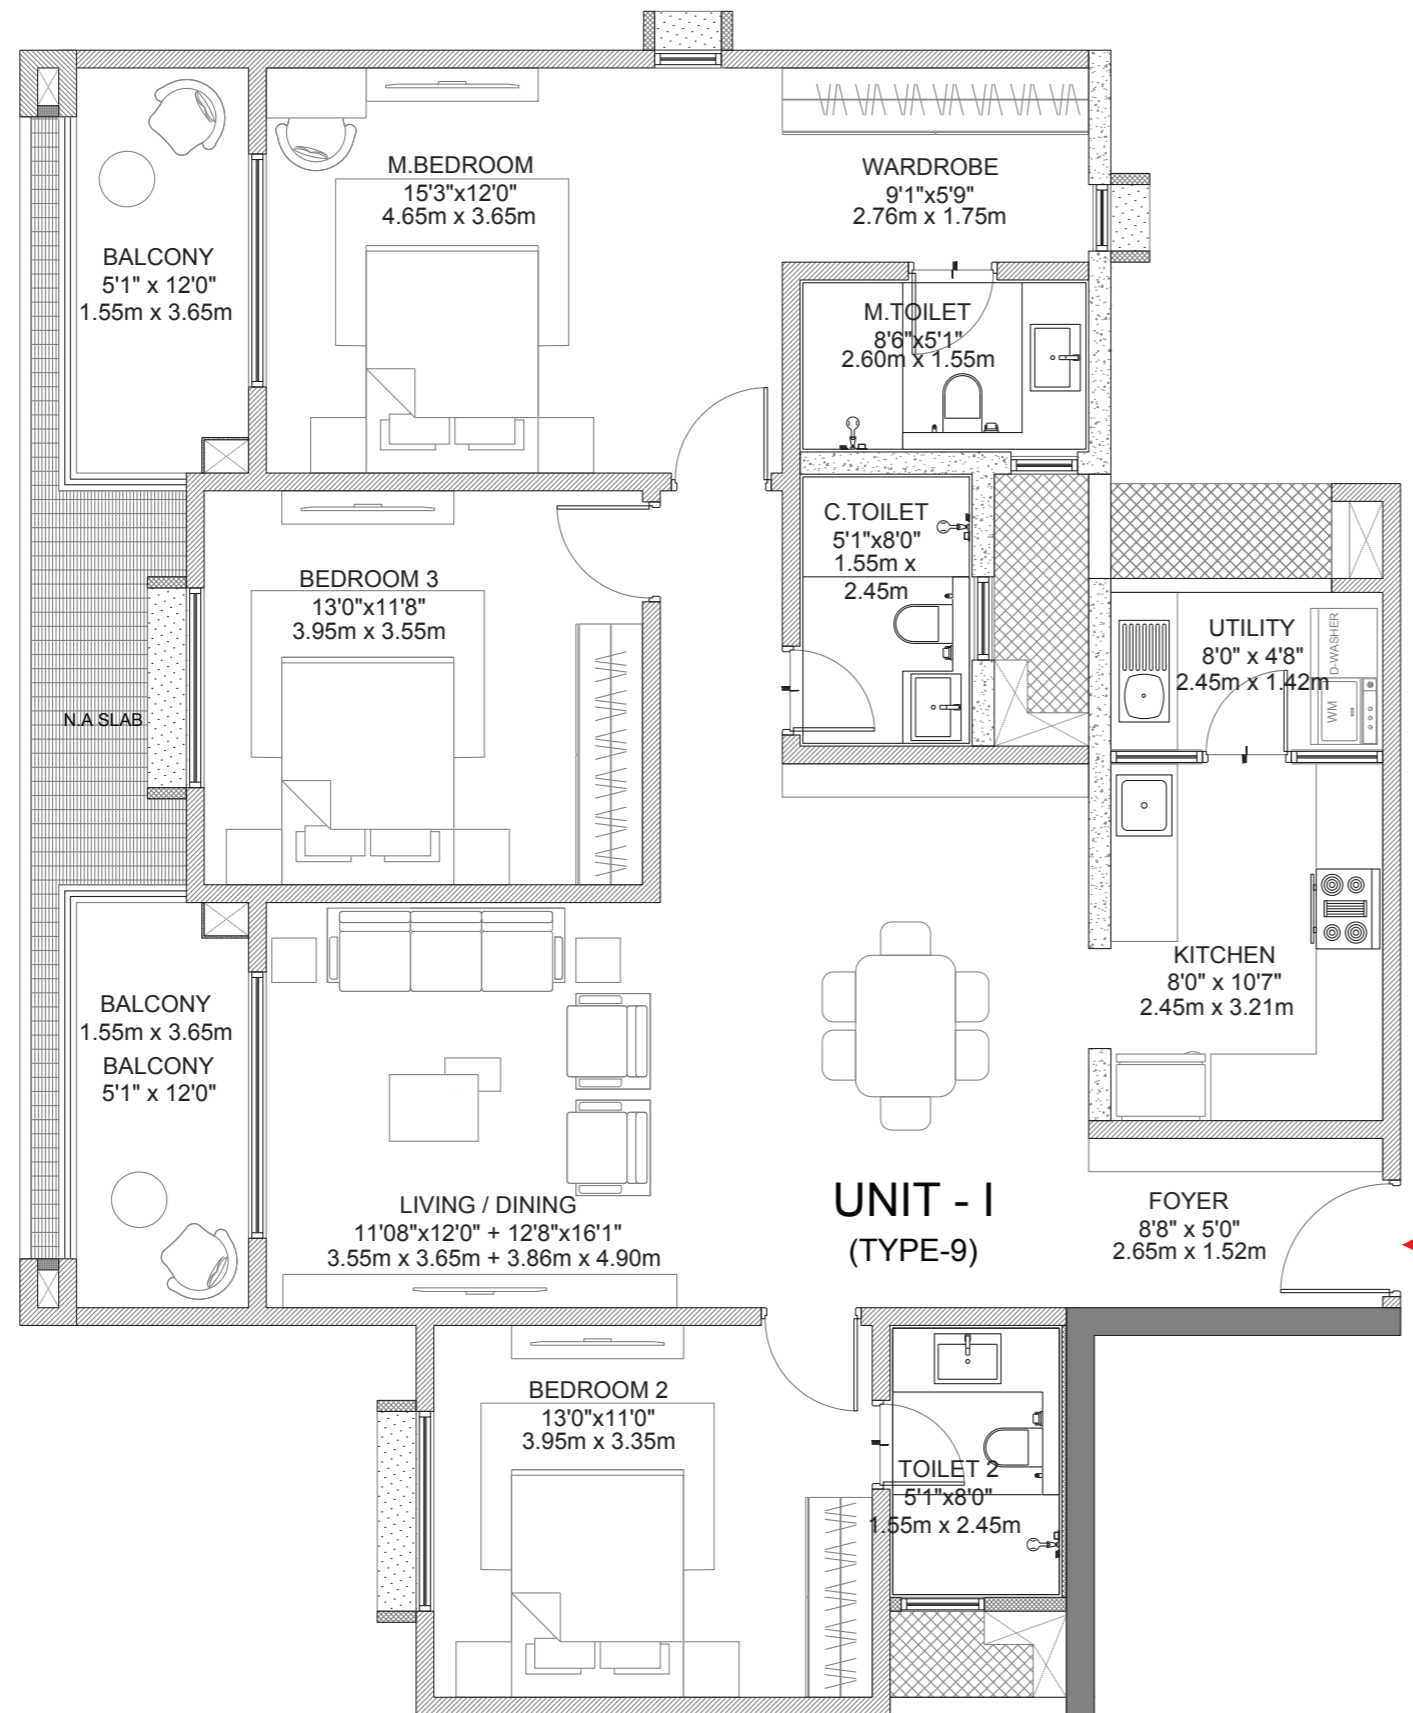 M.BEDROOM
15'3"x12'0"
4.65m x 3.65m
WARDROBE
9'1"x5'9"
2.76m x 1.75m
BALCONY
5'1" x 12'0"
1.55m x 3.65m
M.TOILET
8'6"x5'1"
2.60m x 1.55m
C.TOILET
5'1"x8'0"
1.55m x
2.45m
BEDROOM 3
13'0"x11'8"
3.95m x 3.55m
UTILITY
8'0" x 4'8"
2.45m x 1.42m
D-WASHER
WM
N.A SLAB
KITCHEN
8'0" x 10'7"
2.45m x 3.21m
BALCONY
1.55m x 3.65m
BALCONY
5'1" x 12'0"
LIVING / DINING
11'08"x12'0" + 12'8"x16'1"
3.55m x 3.65m + 3.86m x 4.90m
UNIT - I
(TYPE-9)
FOYER
8'8" x 5'0"
2.65m x 1.52m
BEDROOM 2
13'0"x11'0"
3.95m x 3.35m
TOILET 2
5'1"x8'0"
1.55m x 2.45m